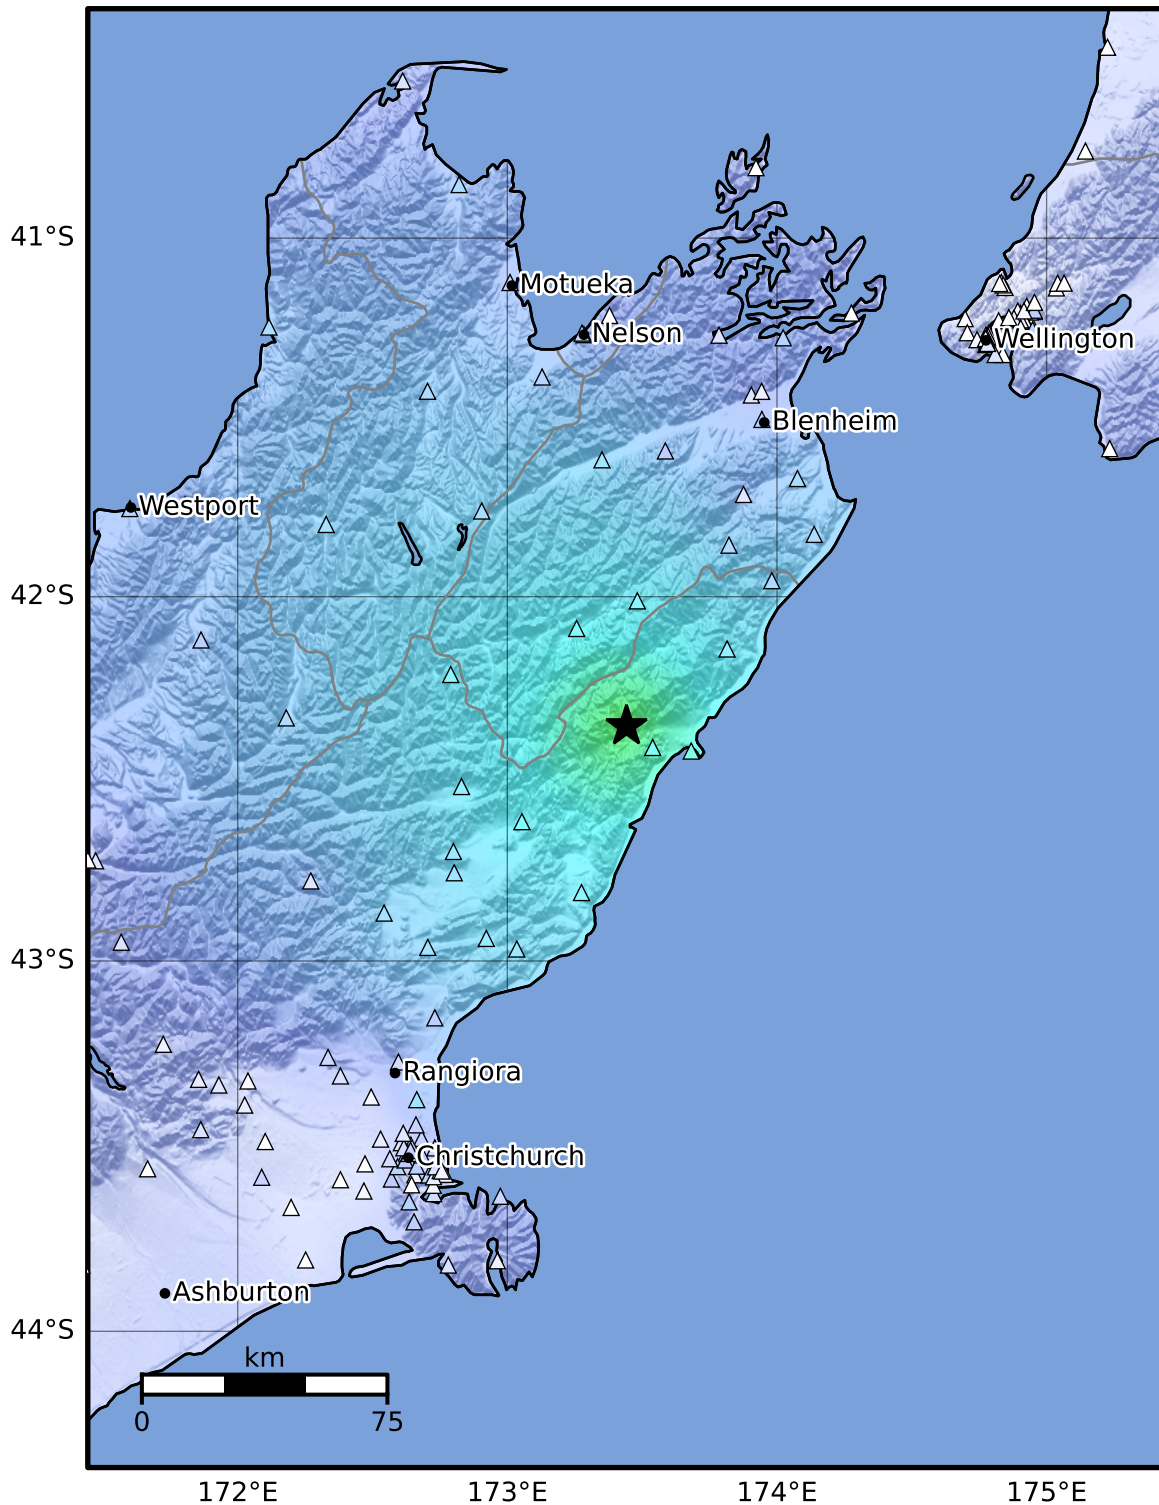 41°S
Motueka
Nelson
Wellington
Blenheim
Westport
42°S
43°S
Rangiora
Christchurch
Ashburton
44°S
km
0 75
172°E 173°E 174°E 175°E